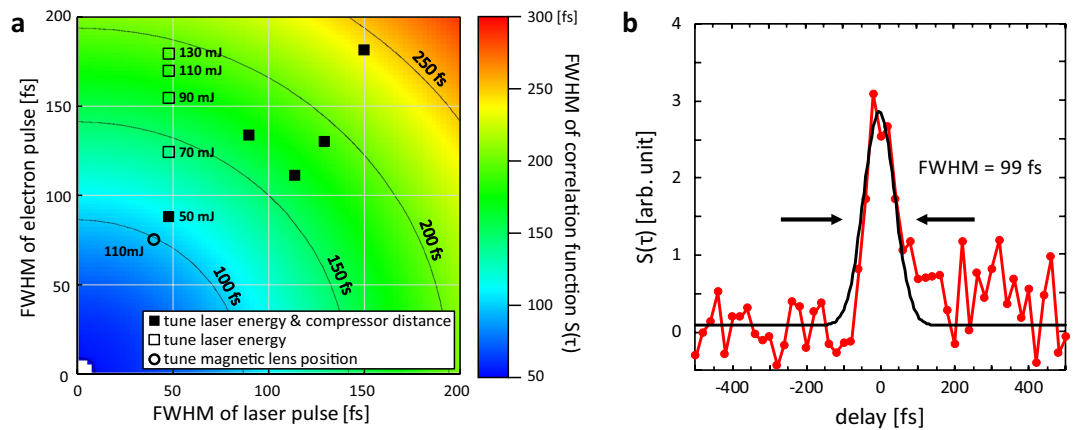 a
FWHM of electron pulse [fs]
200
150
100
50
0
0
50
100
150
200
FWHM of laser pulse [fs]
130 mJ
110 mJ
90 mJ
70 mJ
50 mJ
110mJ
100 fs
150 fs
200 fs
250 fs
tune laser energy & compressor distance
tune laser energy
tune magnetic lens position
300 [fs]
250
200
150
100
50
FWHM of correlation function S(τ)
b
S(τ) [arb. unit]
4
3
2
1
0
-400
-200
0
200
400
delay [fs]
FWHM = 99 fs